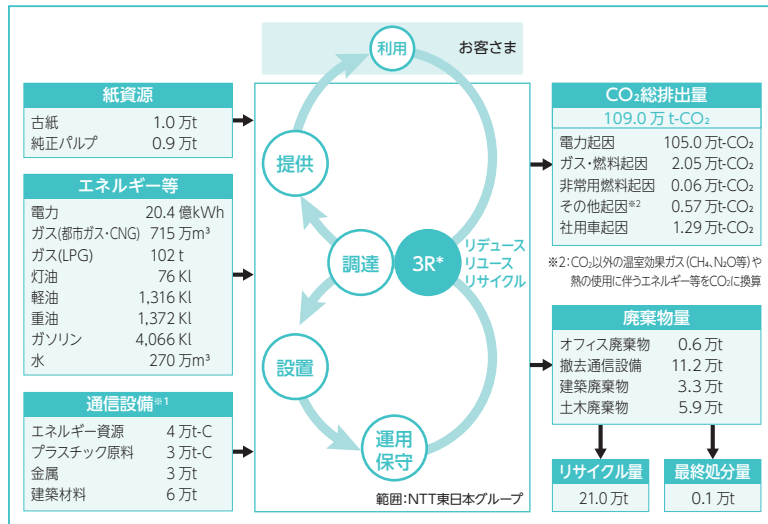 利用
お客さま
紙資源
古紙 1.0 万t
純正パルプ 0.9 万t
エネルギー等
電力 20.4 億kWh
ガス(都市ガス・CNG) 715 万m³
ガス(LPG) 102 t
灯油 76 Kl
軽油 1,316 Kl
重油 1,372 Kl
ガソリン 4,066 Kl
水 270 万m³
通信設備※1
エネルギー資源 4 万t-C
プラスチック原料 3 万t-C
金属 3 万t
建築材料 6 万t
提供
調達
3R*
リデュース
リユース
リサイクル
設置
運用
保守
範囲:NTT東日本グループ
CO₂総排出量
109.0 万 t-CO₂
電力起因 105.0 万t-CO₂
ガス・燃料起因 2.05 万t-CO₂
非常用燃料起因 0.06 万t-CO₂
その他起因※2 0.57 万t-CO₂
社用車起因 1.29 万t-CO₂
※2:CO₂以外の温室効果ガス(CH₄、N₂O等)や
熱の使用に伴うエネルギー等をCO₂に換算
廃棄物量
オフィス廃棄物 0.6 万t
撤去通信設備 11.2 万t
建築廃棄物 3.3 万t
土木廃棄物 5.9 万t
リサイクル量
21.0 万t
最終処分量
0.1 万t